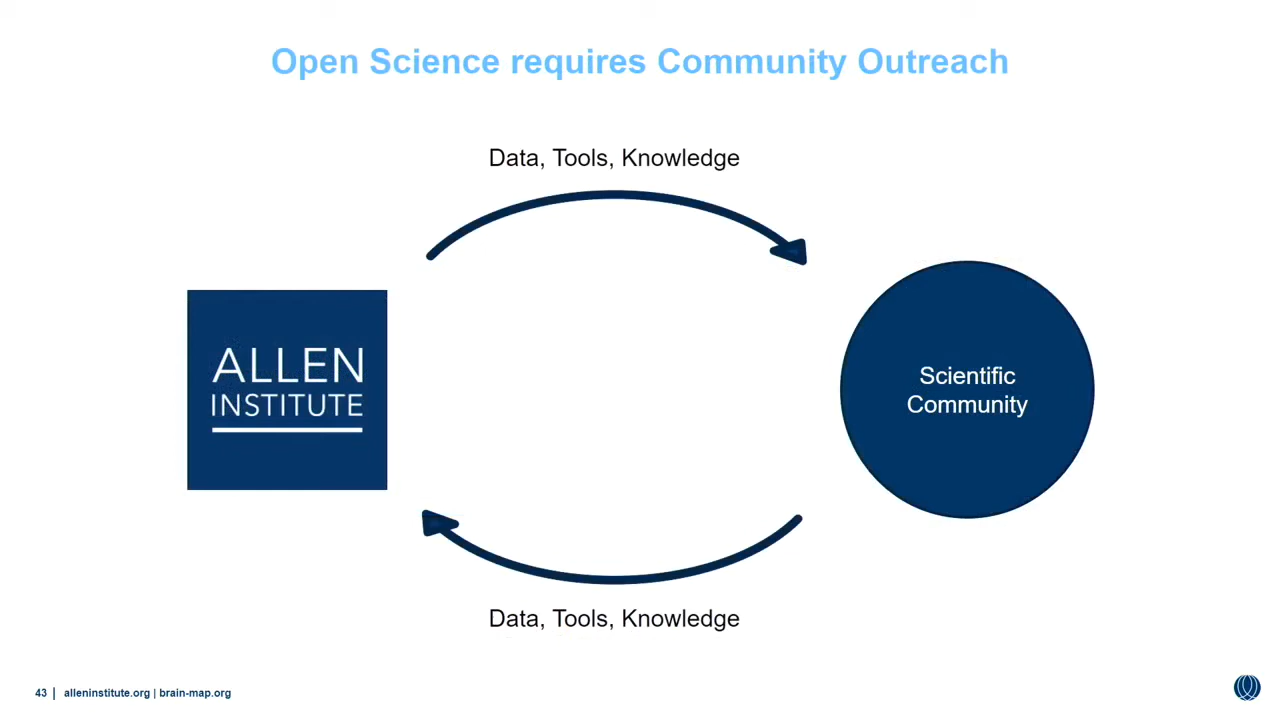 Open Science requires Community Outreach
Data, Tools, Knowledge
ALLEN
INSTITUTE
Scientific
Community
Data, Tools, Knowledge
43 | alleninstitute.org | brain-map.org